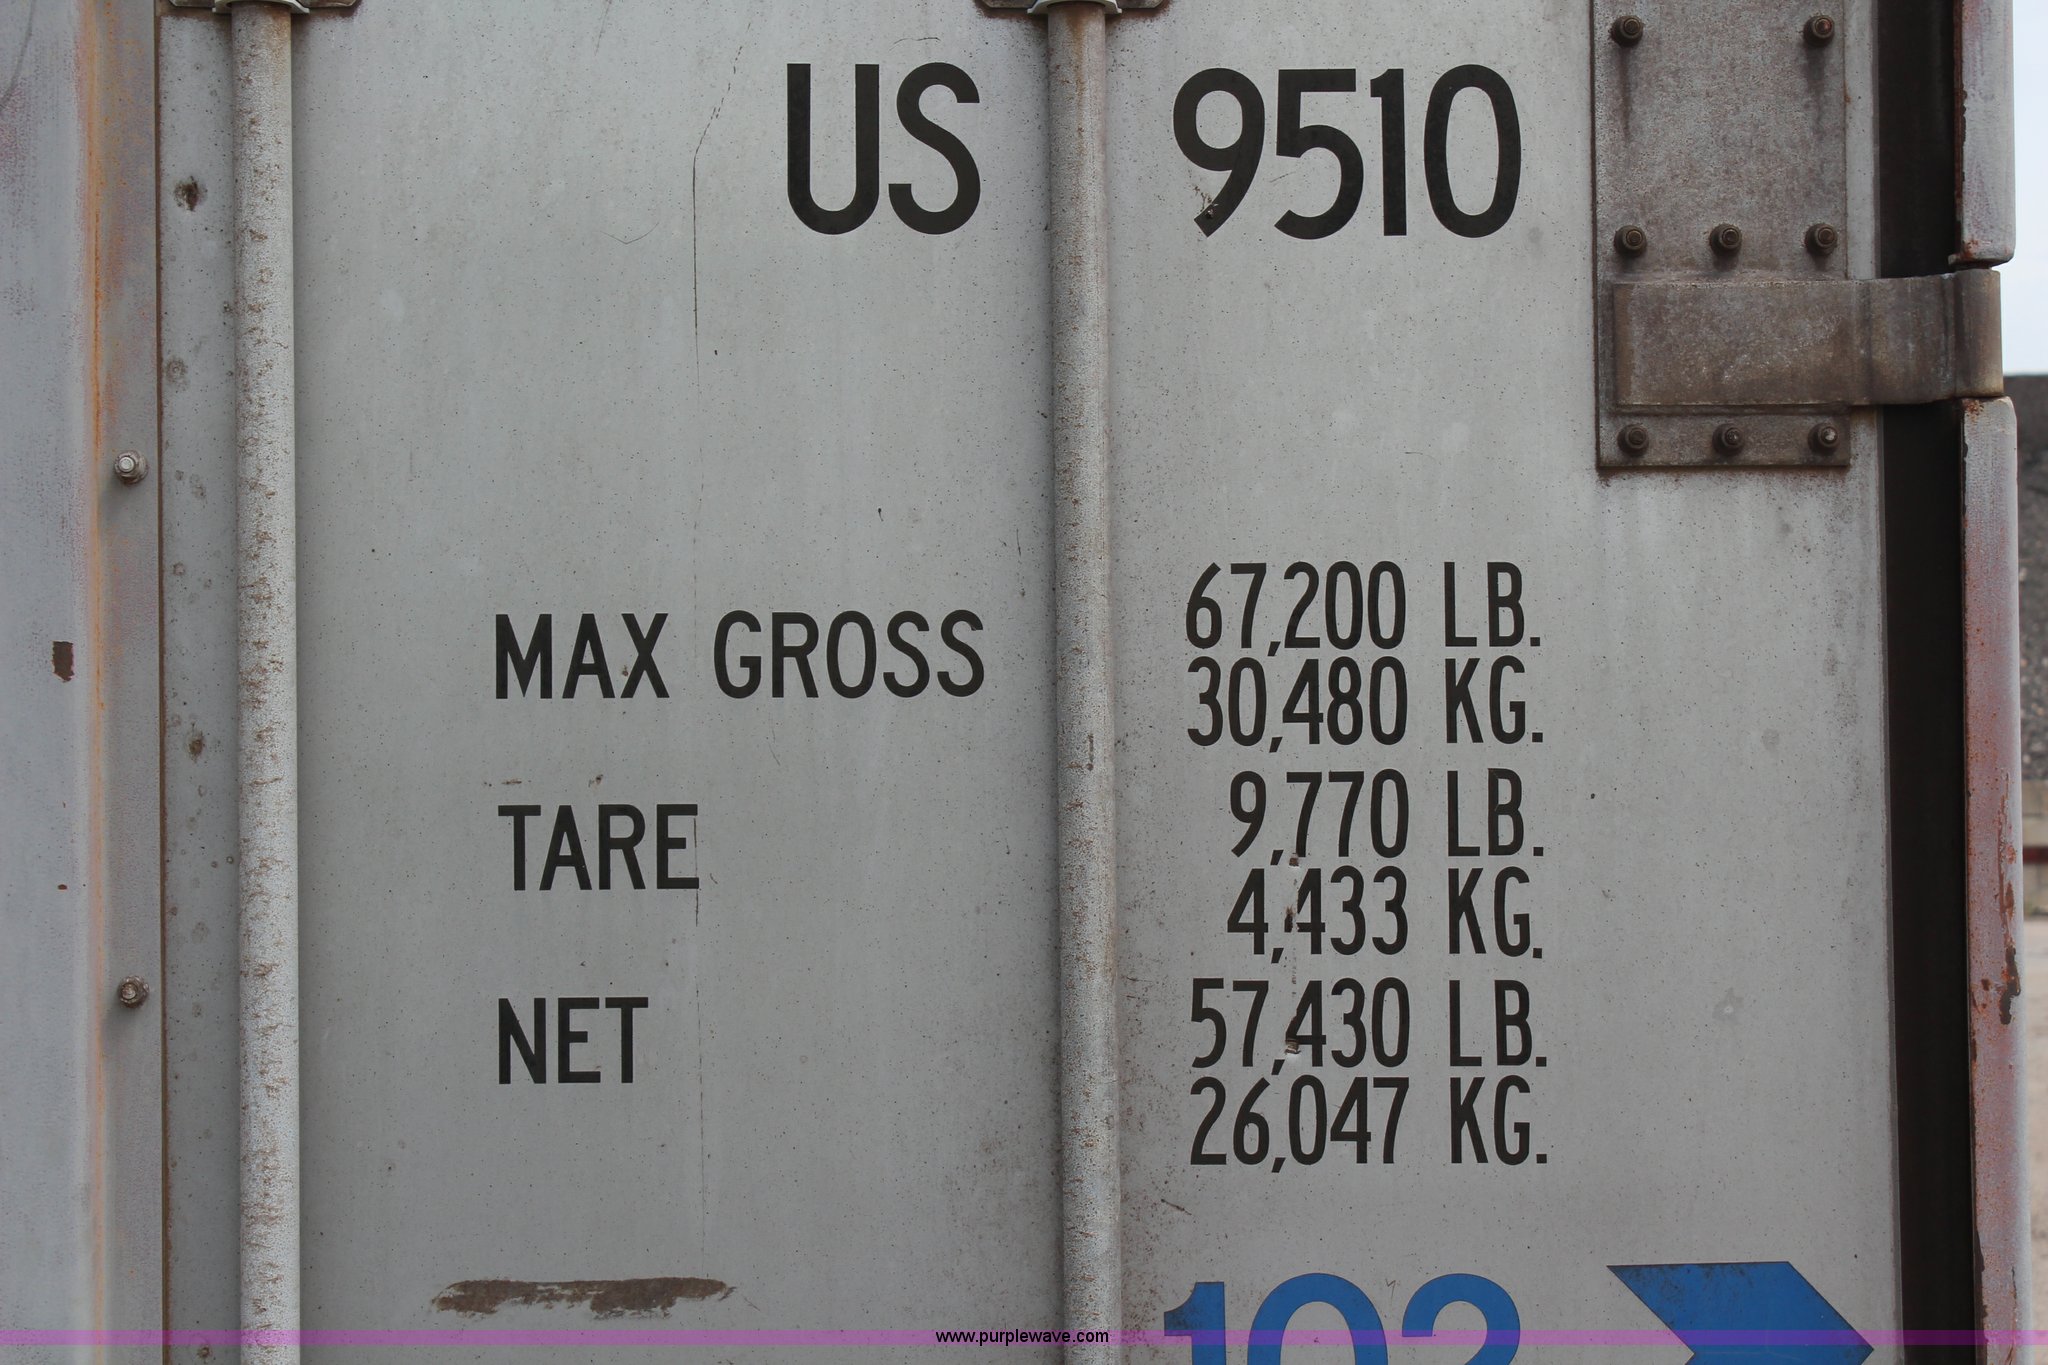 US 9510
MAX GROSS 67,200 LB.
30,480 KG.
TARE 9,770 LB.
4,433 KG.
NET 57,430 LB.
26,047 KG.
102
www.purplewave.com